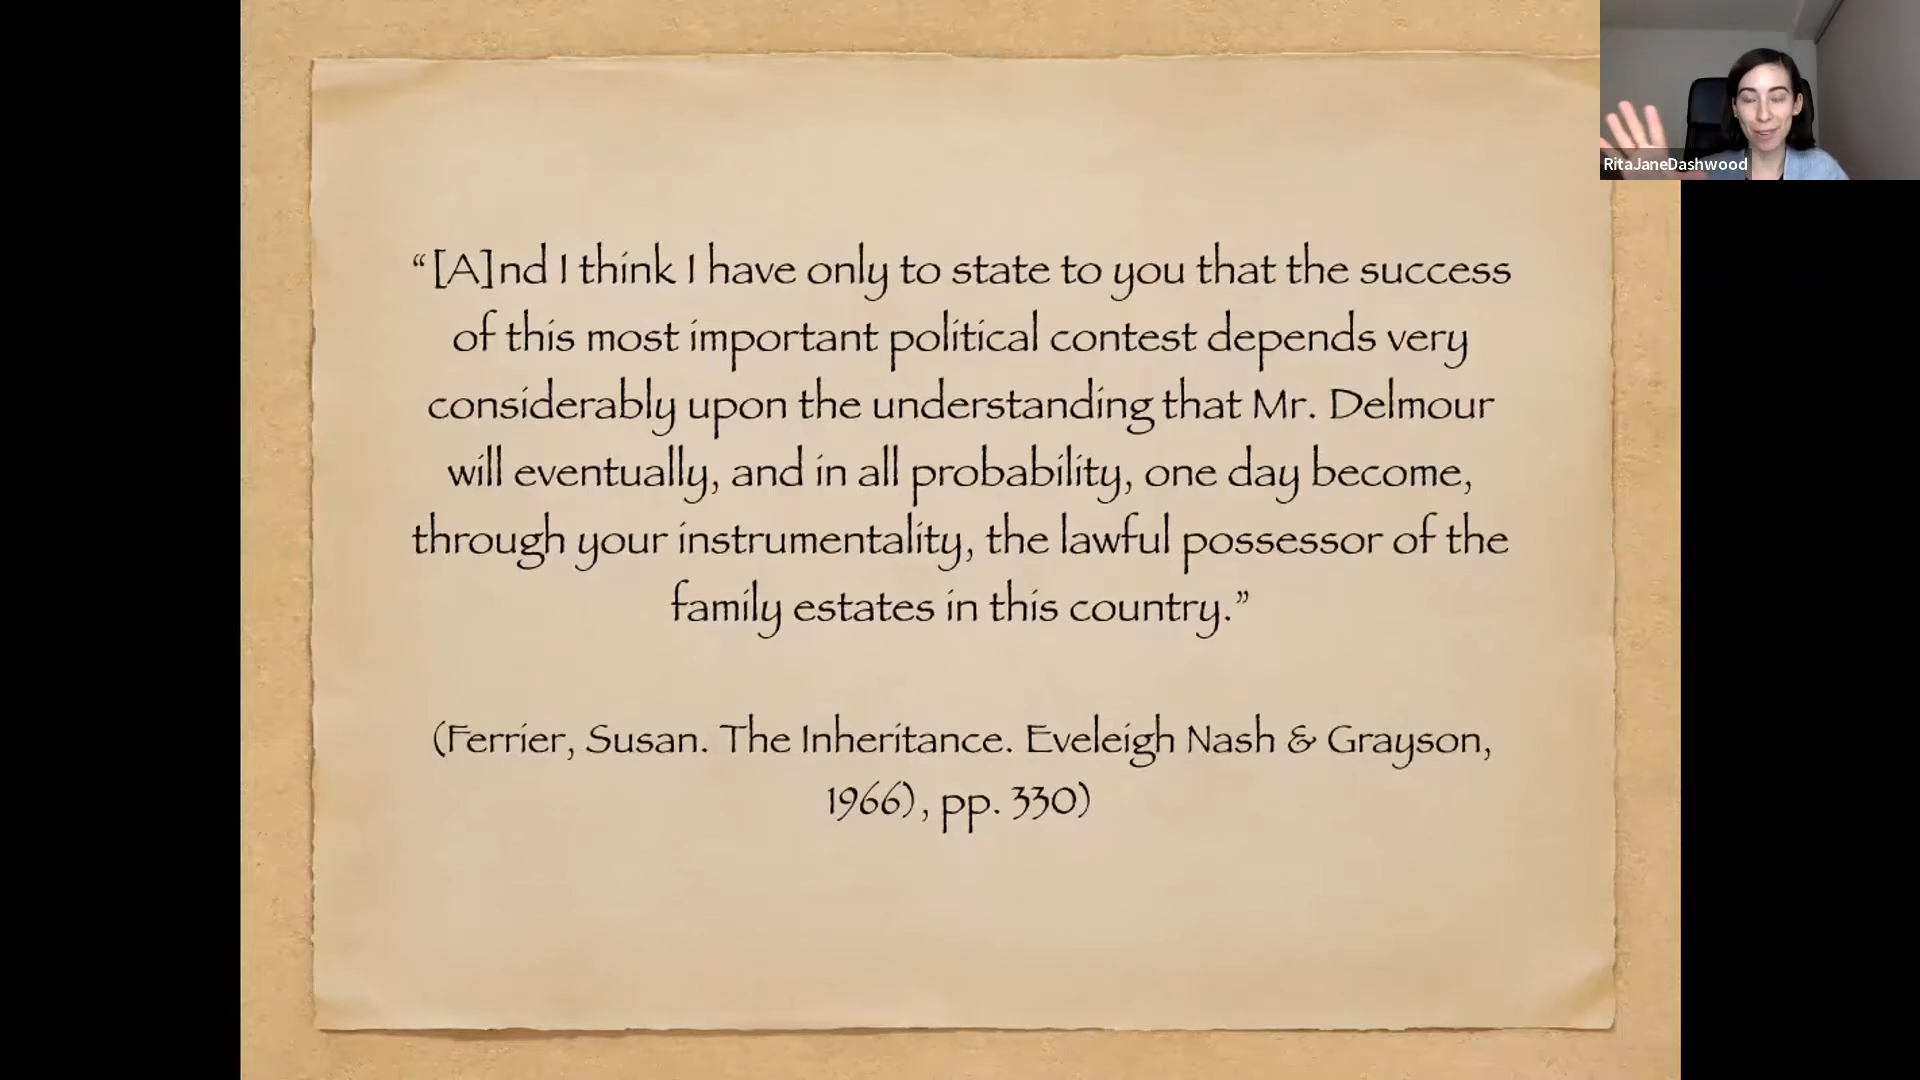 “[A]nd I think I have only to state to you that the success
of this most important political contest depends very
considerably upon the understanding that Mr. Delmour
will eventually, and in all probability, one day become,
through your instrumentality, the lawful possessor of the
family estates in this country.”
(Ferrier, Susan. The Inheritance. Eveleigh Nash & Grayson,
1966), pp. 330)
RitaJaneDashwood